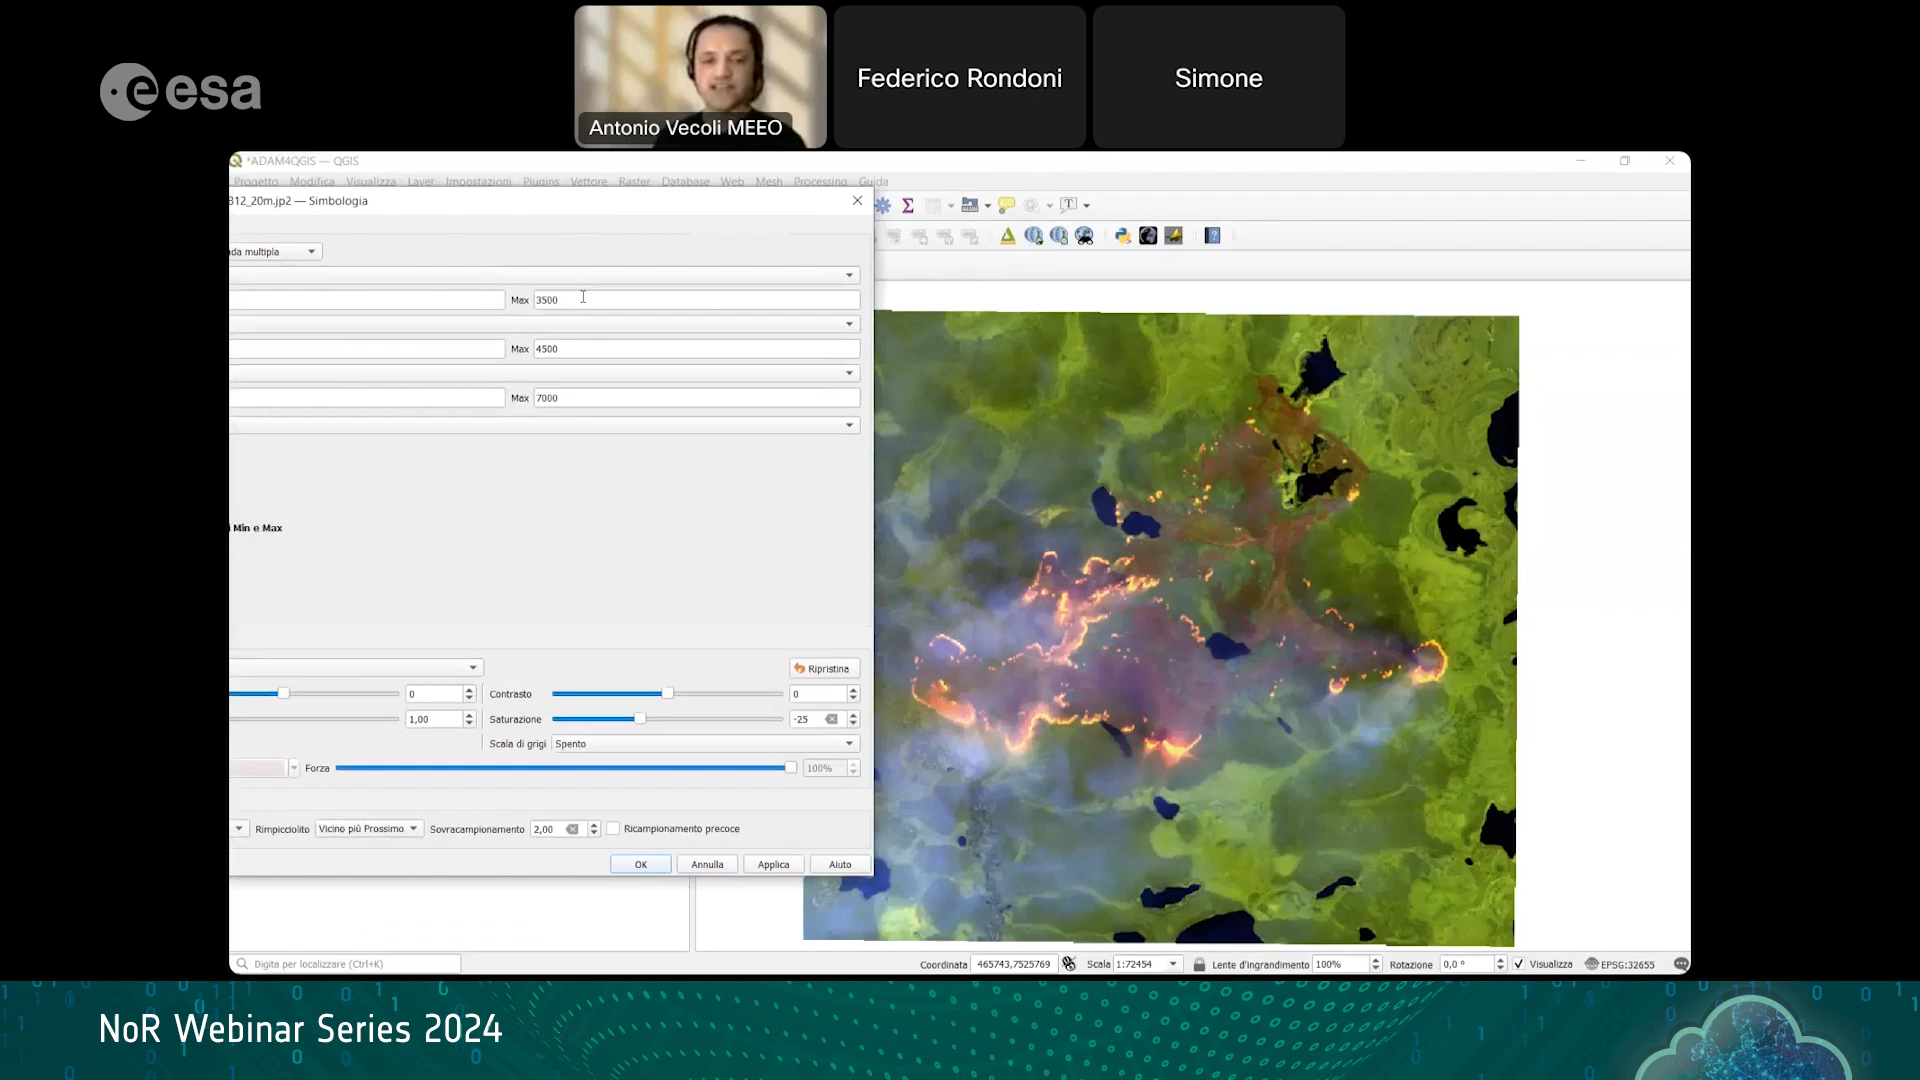 esa
Antonio Vecoli MEEO
Federico Rondoni
Simone
*ADAM4QGIS — QGIS
Progetto Modifica Visualizza Layer Impostazioni Plugins Vettore Raster Database Web Mesh Processing Guida
B12_20m.jp2 — Simbologia
da multipla
Max 3500
Max 4500
Max 7000
i Min e Max
Ripristina
0 Contrasto 0
1,00 Saturazione -25
Scala di grigi Spento
Forza 100%
Rimpicciolito Vicino più Prossimo Sovracampionamento 2,00 Ricampionamento precoce
OK Annulla Applica Aiuto
Digita per localizzare (Ctrl+K)
Coordinata 465743,7525769 Scala 1:72454 Lente d'ingrandimento 100% Rotazione 0,0 ° Visualizza EPSG:32655
NoR Webinar Series 2024